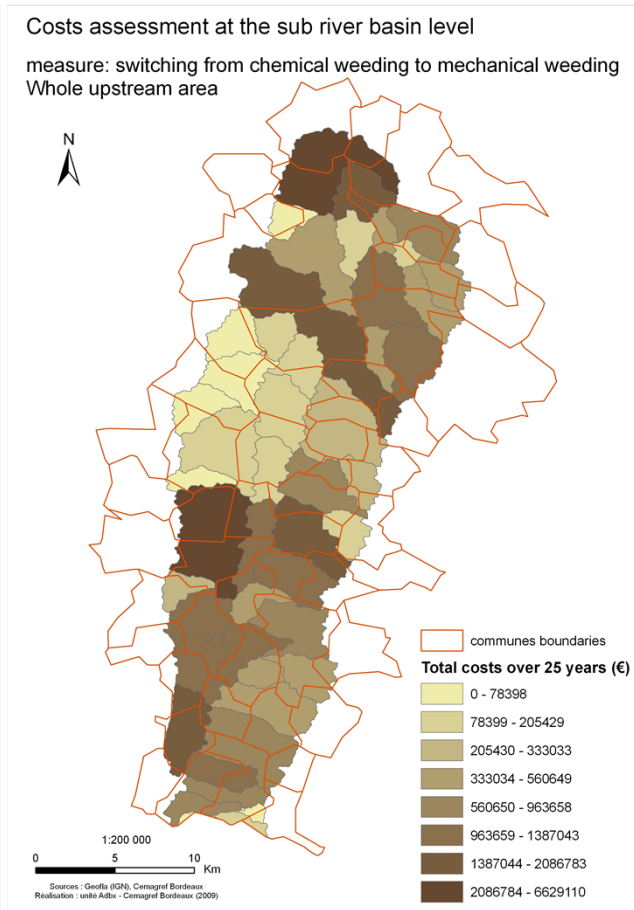 Costs assessment at the sub river basin level
measure: switching from chemical weeding to mechanical weeding
Whole upstream area
N
communes boundaries
Total costs over 25 years (€)
0 - 78398
78399 - 205429
205430 - 333033
333034 - 560649
560650 - 963658
963659 - 1387043
1387044 - 2086783
2086784 - 6629110
1:200 000
0 5 10
Km
Sources : Geofla (IGN), Cemagref Bordeaux
Réalisation : unité Adbx - Cemagref Bordeaux (2009)